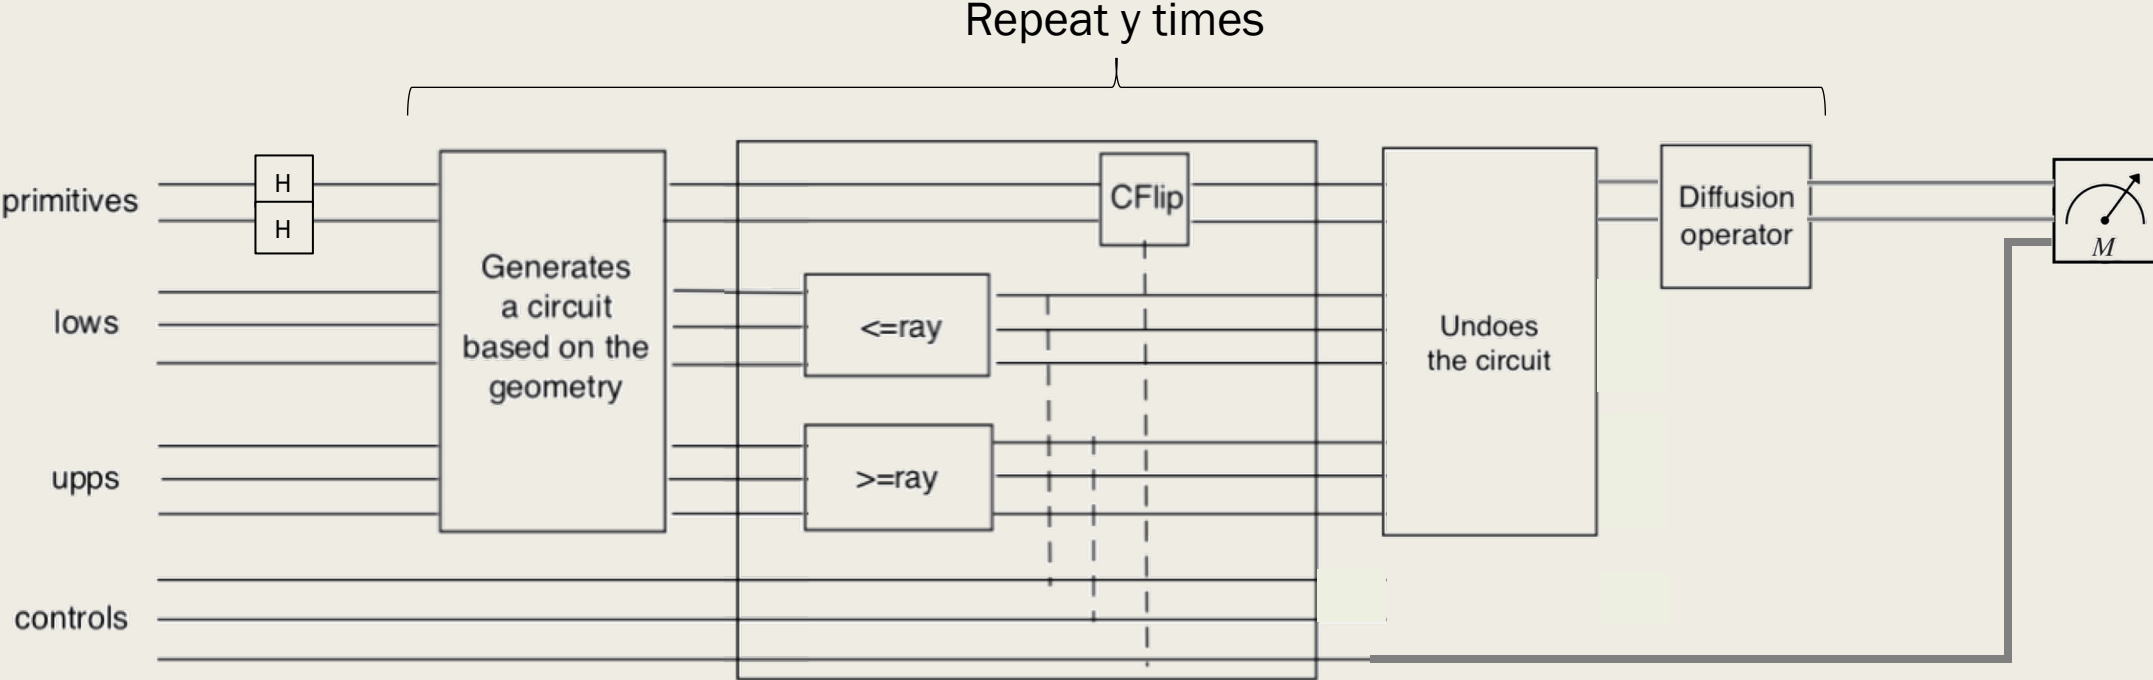 Repeat y times
primitives
H
H
Generates
a circuit
based on the
geometry
CFlip
Diffusion
operator
M
lows
<=ray
Undoes
the circuit
upps
>=ray
controls